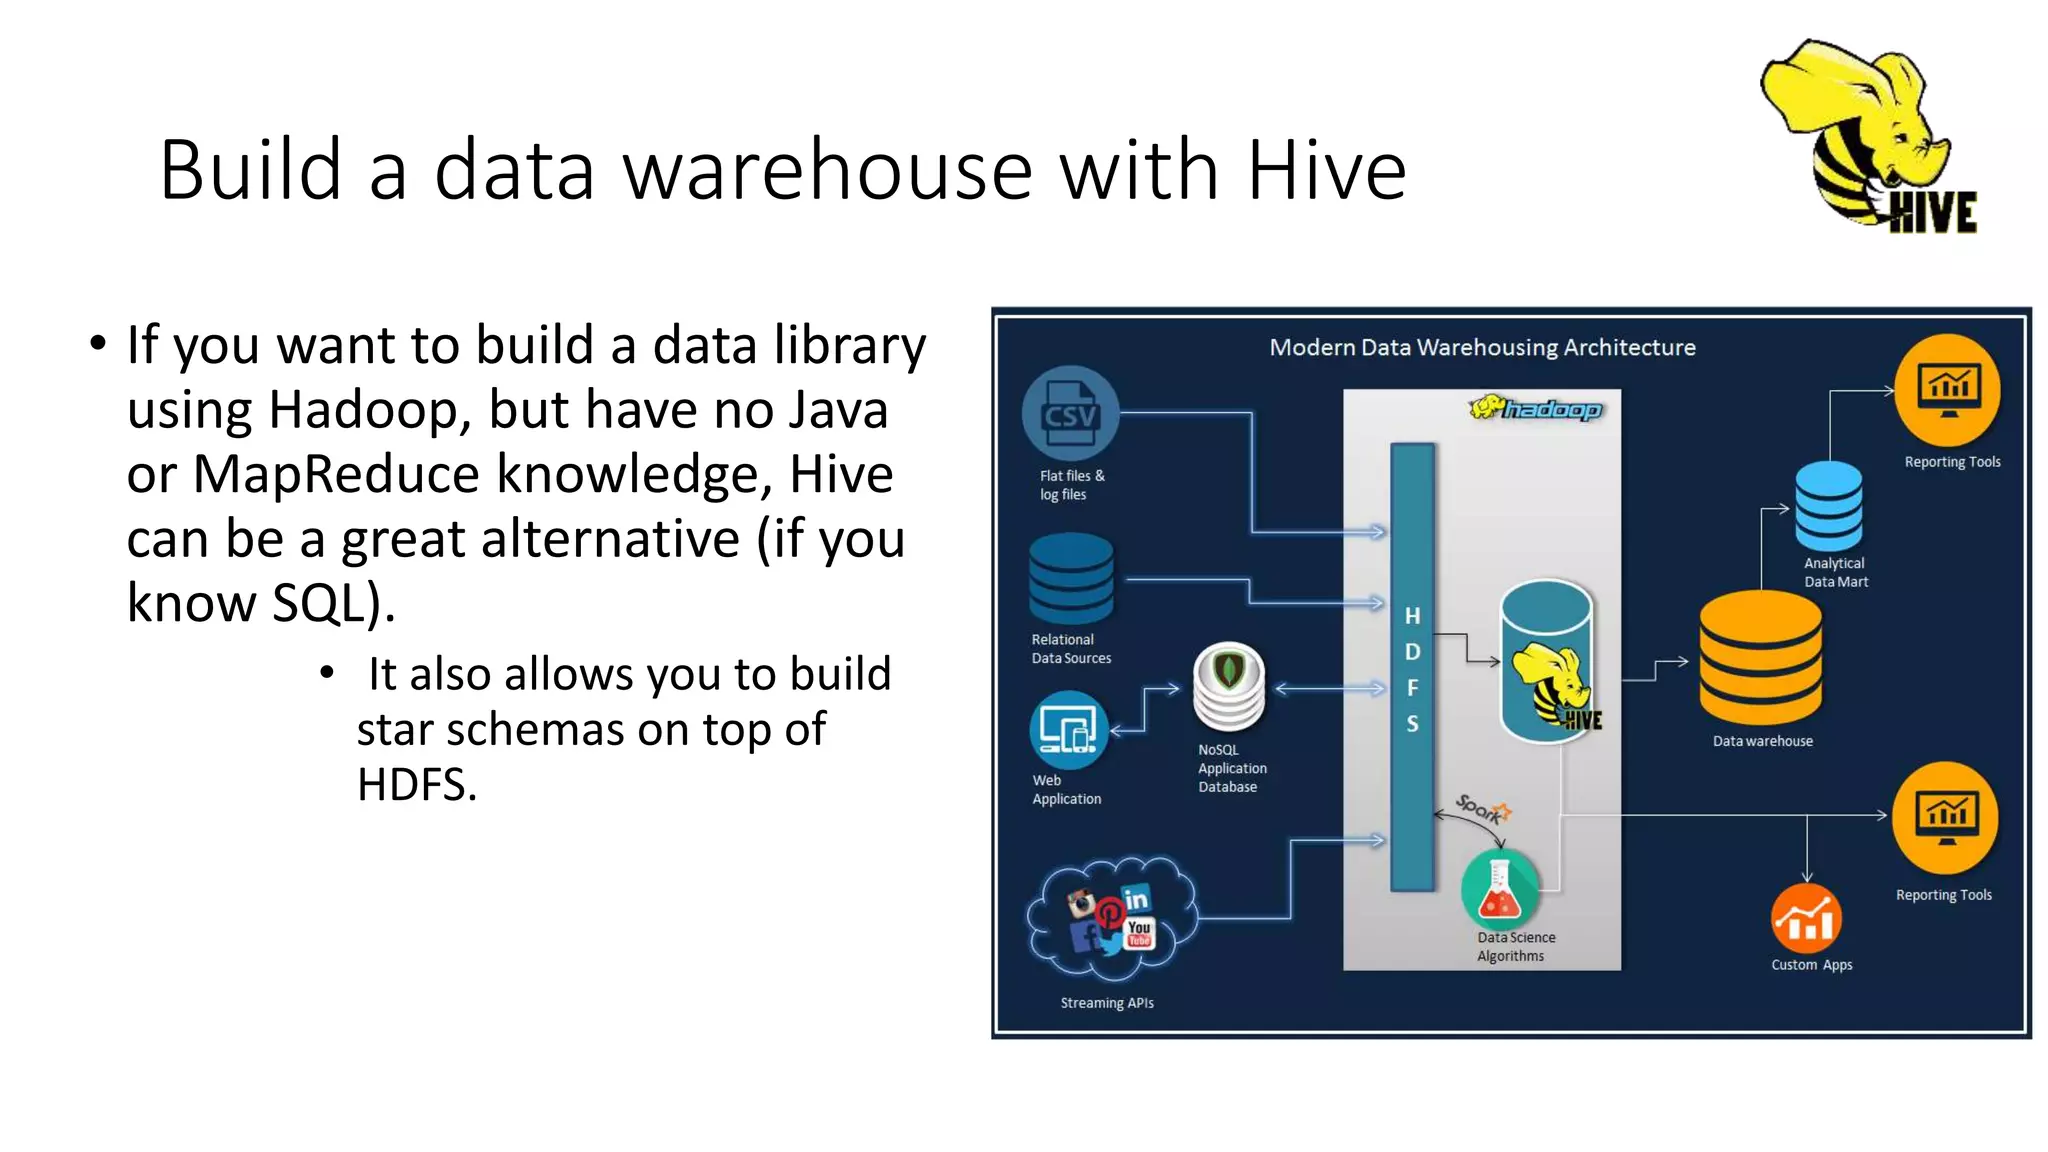 Build a data warehouse with Hive
HIVE
• If you want to build a data library
using Hadoop, but have no Java
or MapReduce knowledge, Hive
can be a great alternative (if you
know SQL).
• It also allows you to build
star schemas on top of
HDFS.
Modern Data Warehousing Architecture
CSV
Flat files &
log files
Relational
Data Sources
Web
Application
NoSQL
Application
Database
in
You
Tube
f
Streaming APIs
hadoop
H
D
F
S
HIVE
Spark
Data Science
Algorithms
Data warehouse
Analytical
Data Mart
Reporting Tools
Reporting Tools
Custom Apps